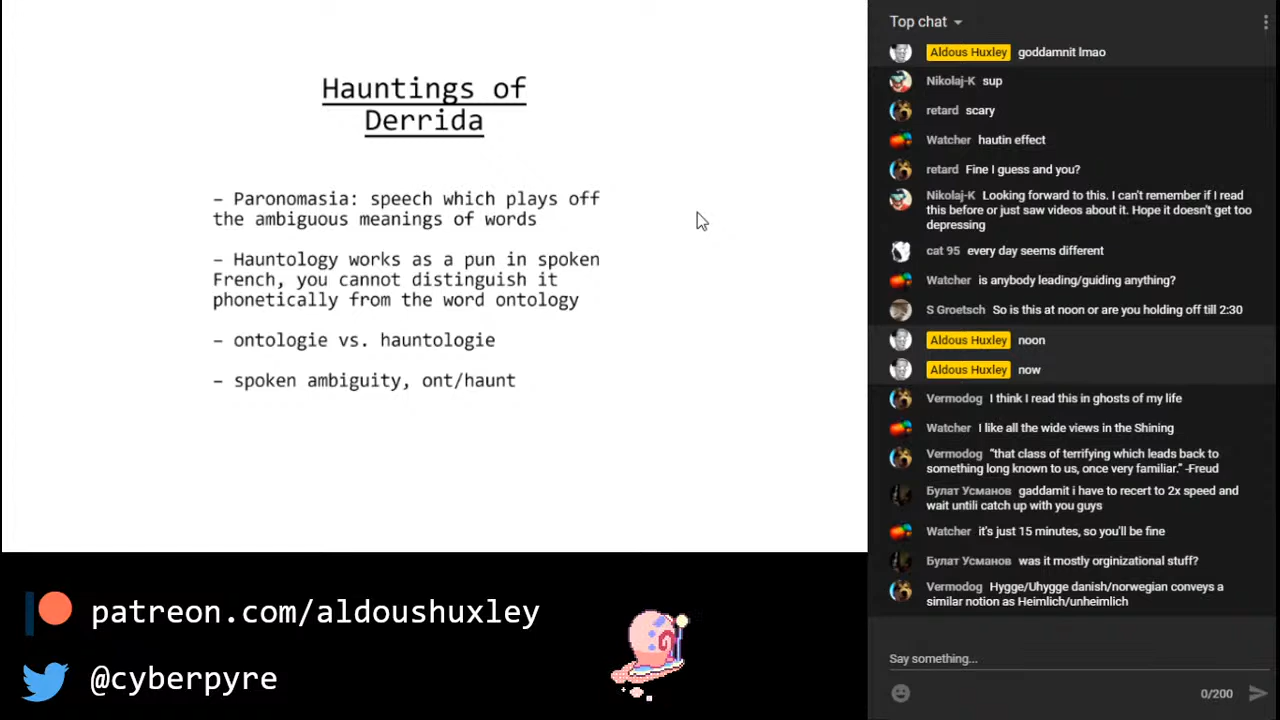 Hauntings of
Derrida
– Paronomasia: speech which plays off
the ambiguous meanings of words
– Hauntology works as a pun in spoken
French, you cannot distinguish it
phonetically from the word ontology
– ontologie vs. hauntologie
– spoken ambiguity, ont/haunt
patreon.com/aldoushuxley
@cyberpyre
Top chat
Aldous Huxley goddamnit lmao
Nikolaj-K sup
retard scary
Watcher hautin effect
retard Fine I guess and you?
Nikolaj-K Looking forward to this. I can't remember if I read
this before or just saw videos about it. Hope it doesn't get too
depressing
cat 95 every day seems different
Watcher is anybody leading/guiding anything?
S Groetsch So is this at noon or are you holding off till 2:30
Aldous Huxley noon
Aldous Huxley now
Vermodog I think I read this in ghosts of my life
Watcher I like all the wide views in the Shining
Vermodog “that class of terrifying which leads back to
something long known to us, once very familiar.” -Freud
Булат Усманов gaddamit i have to recert to 2x speed and
wait untili catch up with you guys
Watcher it's just 15 minutes, so you'll be fine
Булат Усманов was it mostly orginizational stuff?
Vermodog Hygge/Uhygge danish/norwegian conveys a
similar notion as Heimlich/unheimlich
Say something...
0/200